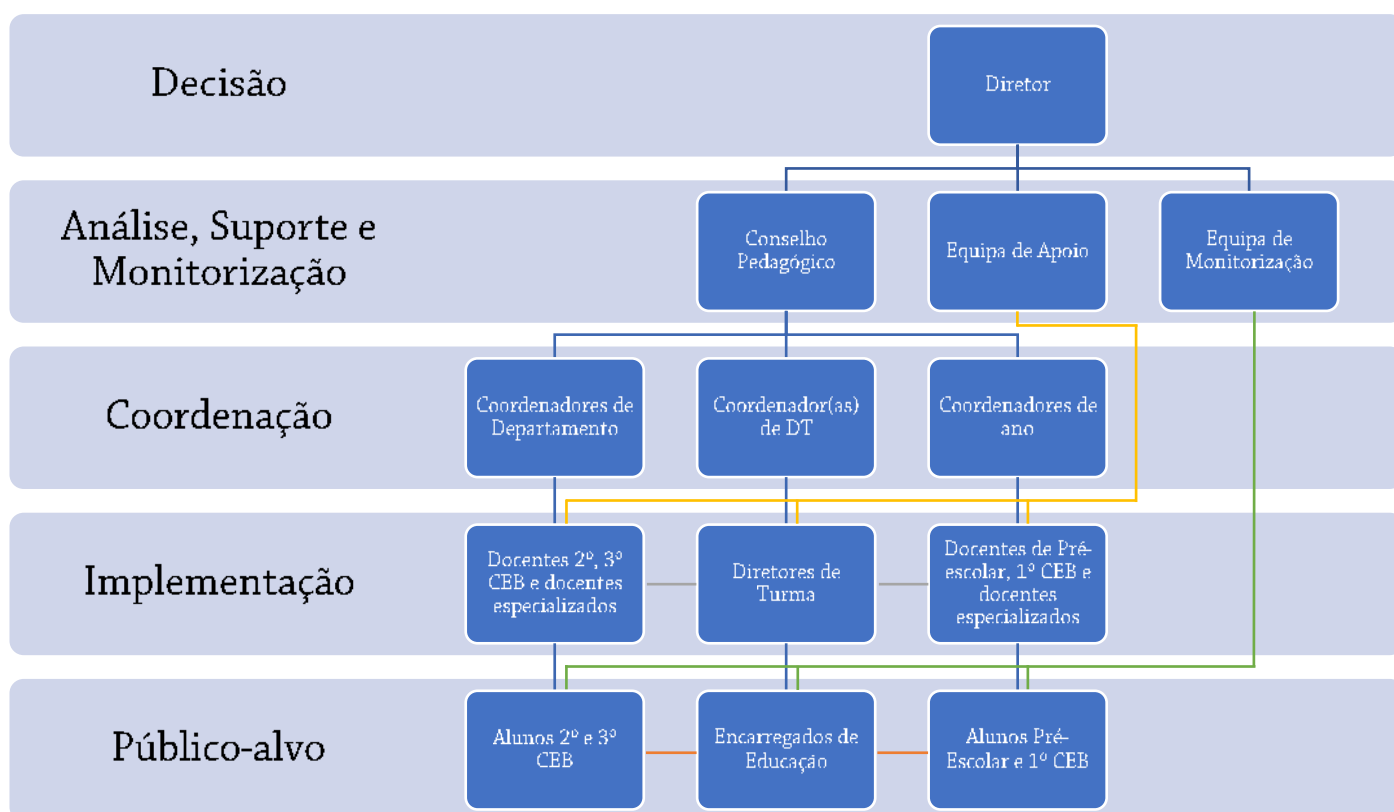 Decisão
Diretor
Análise, Suporte e
Monitorização
Conselho
Pedagógico
Equipa de Apoio
Equipa de
Monitorização
Coordenação
Coordenadores de
Departamento
Coordenador(as)
de DT
Coordenadores de
ano
Implementação
Docentes 2º, 3º
CEB e docentes
especializados
Diretores de
Turma
Docentes de Pré-
escolar, 1º CEB e
docentes
especializados
Público-alvo
Alunos 2º e 3º
CEB
Encarregados de
Educação
Alunos Pré-
Escolar e 1º CEB